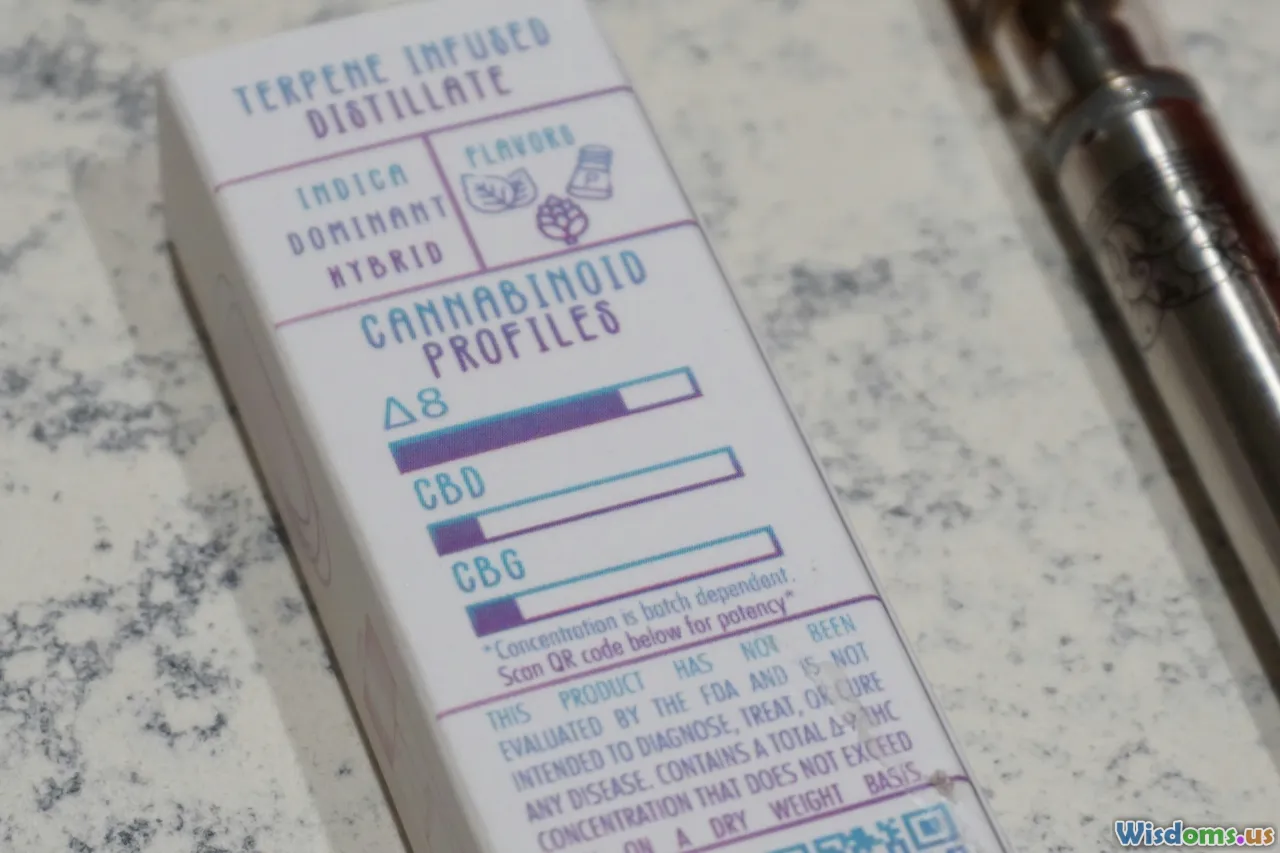 TERPENE INFUSED
DISTILLATE
INDICA
DOMINANT
HYBRID
FLAVORS
P
CANNABINOID
PROFILES
Δ8
CBD
CBG
*Concentration is batch dependent.
Scan QR code below for potency*
THIS PRODUCT HAS NOT BEEN
EVALUATED BY THE FDA AND IS NOT
INTENDED TO DIAGNOSE, TREAT, OR CURE
ANY DISEASE. CONTAINS A TOTAL Δ-9 THC
CONCENTRATION THAT DOES NOT EXCEED
ON A DRY WEIGHT BASIS.
Wisdoms.us